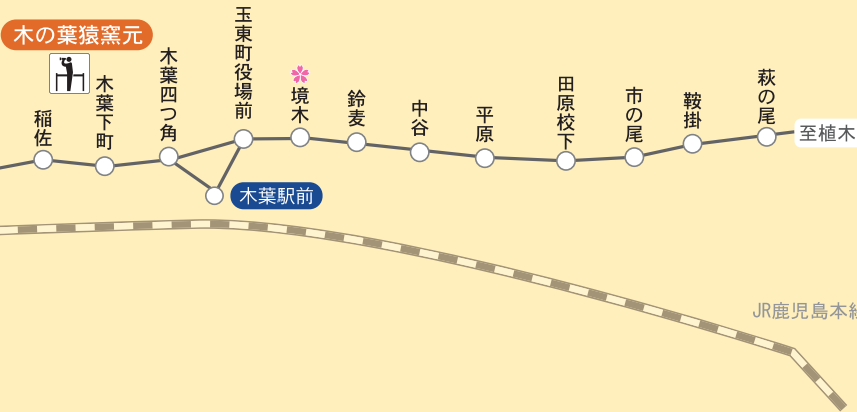 木の葉猿窯元
稲佐
木葉下町
木葉四つ角
玉東町役場前
木葉駅前
境木
鈴麦
中谷
平原
田原校下
市の尾
鞍掛
萩の尾
至植木
JR鹿児島本線